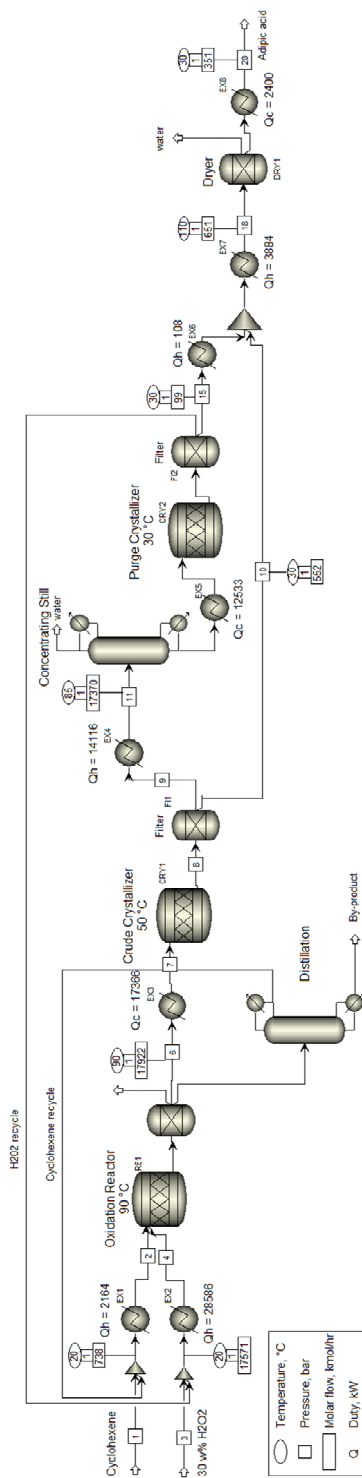 H2O2 recycle
Cyclohexene recycle
Cyclohexene
1
20
1
738
Qh = 2164
EX1
2
3
30 w% H2O2
20
1
17571
Qh = 28586
EX2
4
Oxidation Reactor
90 °C
RE1
90
1
17922
6
Qc = 17366
EX3
7
Distillation
By-product
Crude Crystallizer
50 °C
CRY1
8
Filter
FI1
9
Qh = 14116
EX4
85
1
17370
11
Concentrating Still
water
Qc = 12533
EX5
Purge Crystallizer
30 °C
CRY2
Filter
FI2
30
1
99
15
Qh = 108
EX6
10
30
1
552
110
1
651
18
EX7
Qh = 3884
Dryer
DRY1
water
EX8
Qc = 2400
30
1
351
20
Adipic acid
Temperature, °C
Pressure, bar
Molar flow, kmol/hr
Q Duty, kW